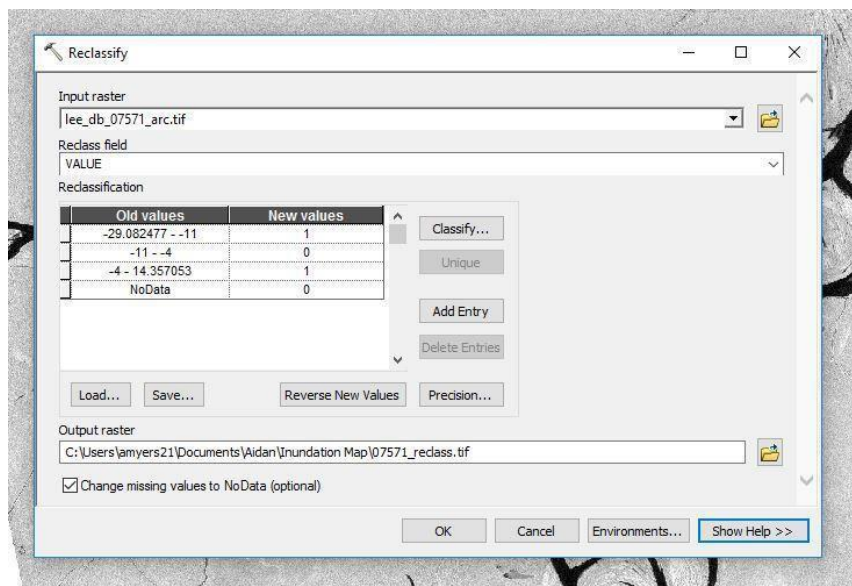 Reclassify
Input raster
lee_db_07571_arc.tif
Reclass field
VALUE
Reclassification
Old values New values
-29.082477 - -11 1
-11 - -4 0
-4 - 14.357053 1
NoData 0
Classify...
Unique
Add Entry
Delete Entries
Load... Save... Reverse New Values Precision...
Output raster
C:\Users\amyers21\Documents\Aidan\Inundation Map\07571_reclass.tif
Change missing values to NoData (optional)
OK Cancel Environments... Show Help >>